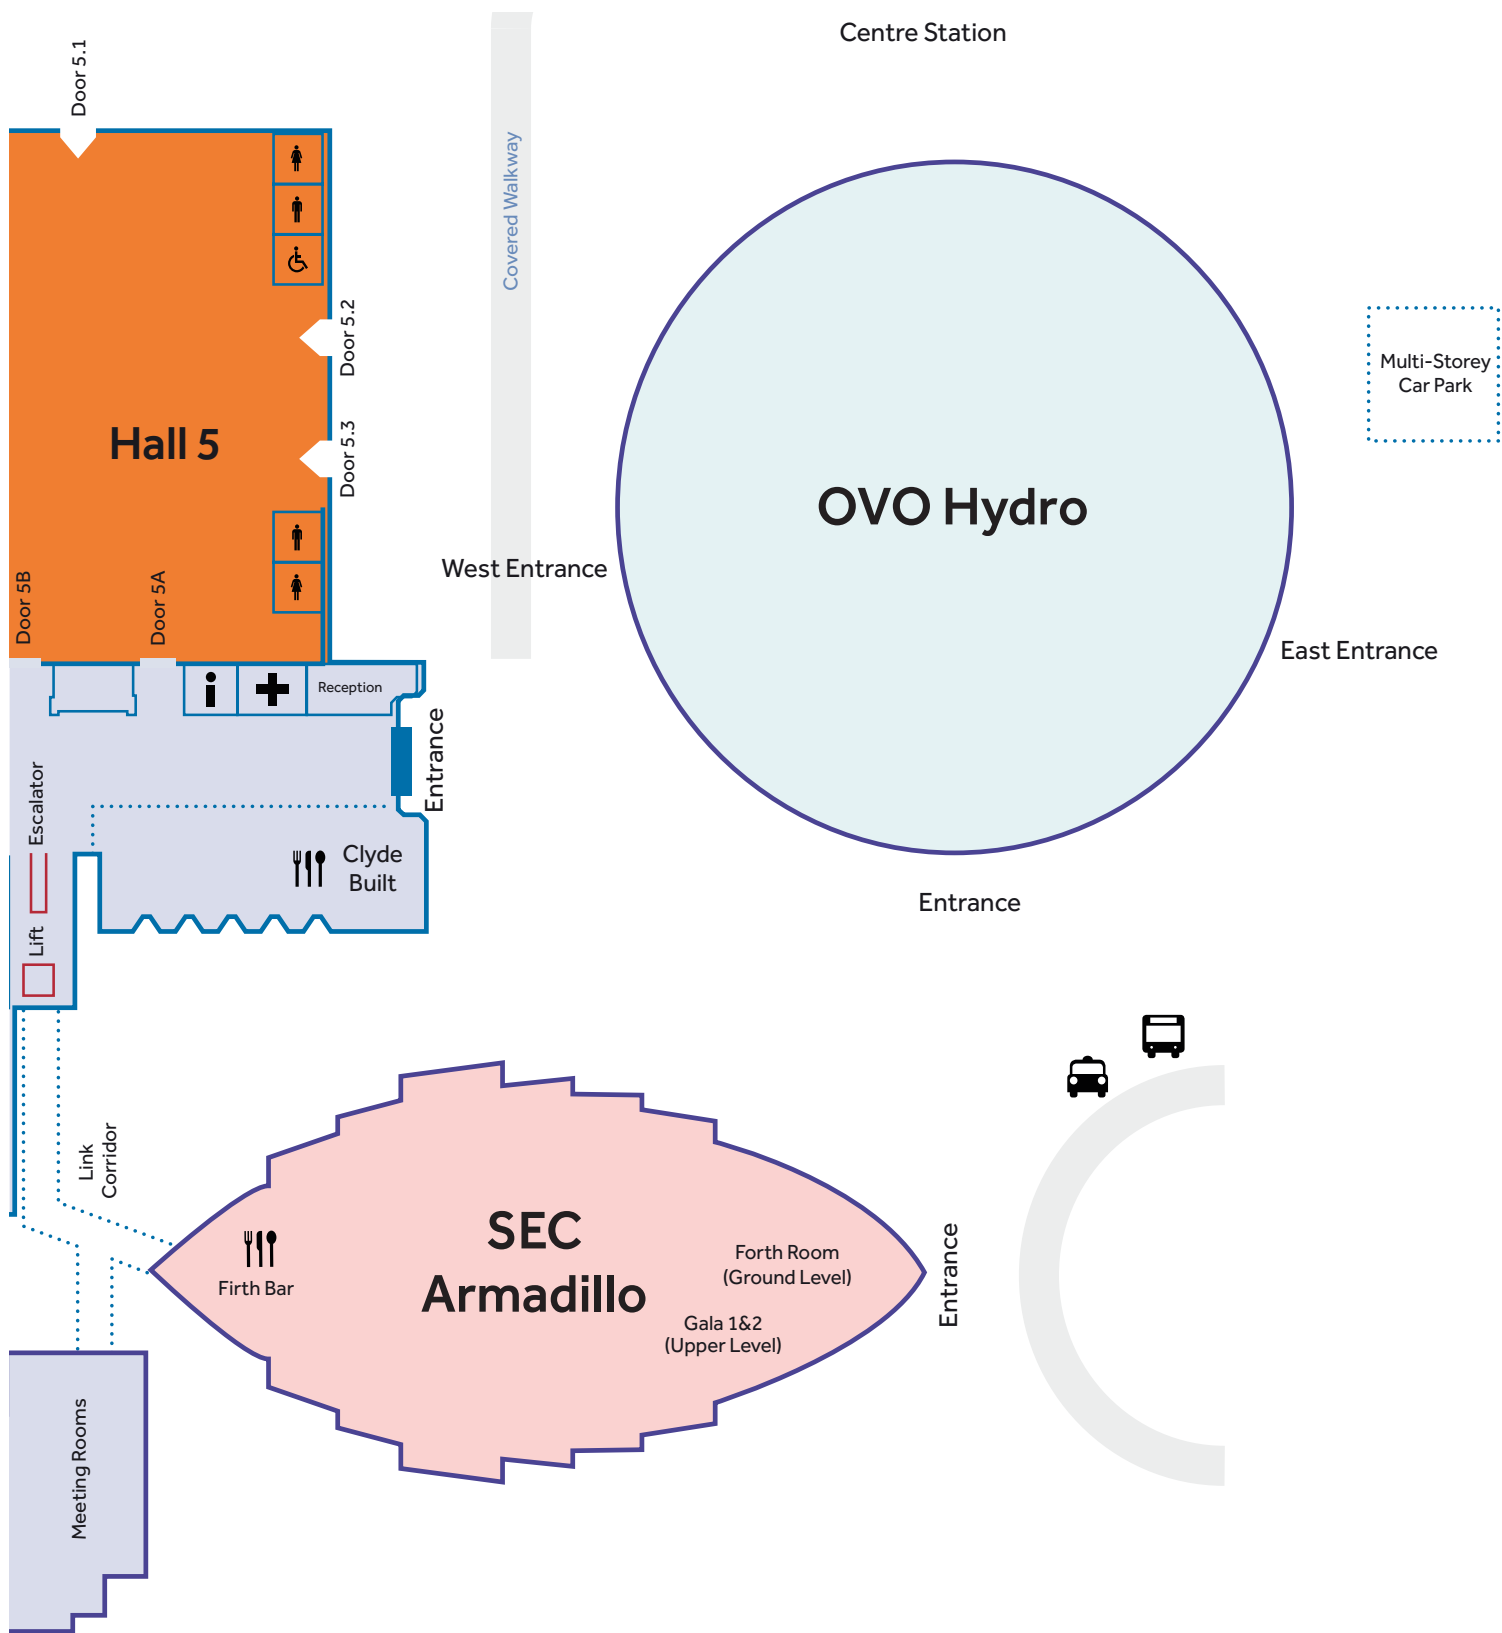 Centre Station
Door 5.1
Covered Walkway
Door 5.2
Multi-Storey
Car Park
Hall 5
Door 5.3
OVO Hydro
West Entrance
Door 5B
Door 5A
East Entrance
Reception
Entrance
Escalator
Clyde
Built
Entrance
Lift
Link
Corridor
SEC
Armadillo
Firth Bar
Forth Room
(Ground Level)
Gala 1&2
(Upper Level)
Entrance
Meeting Rooms